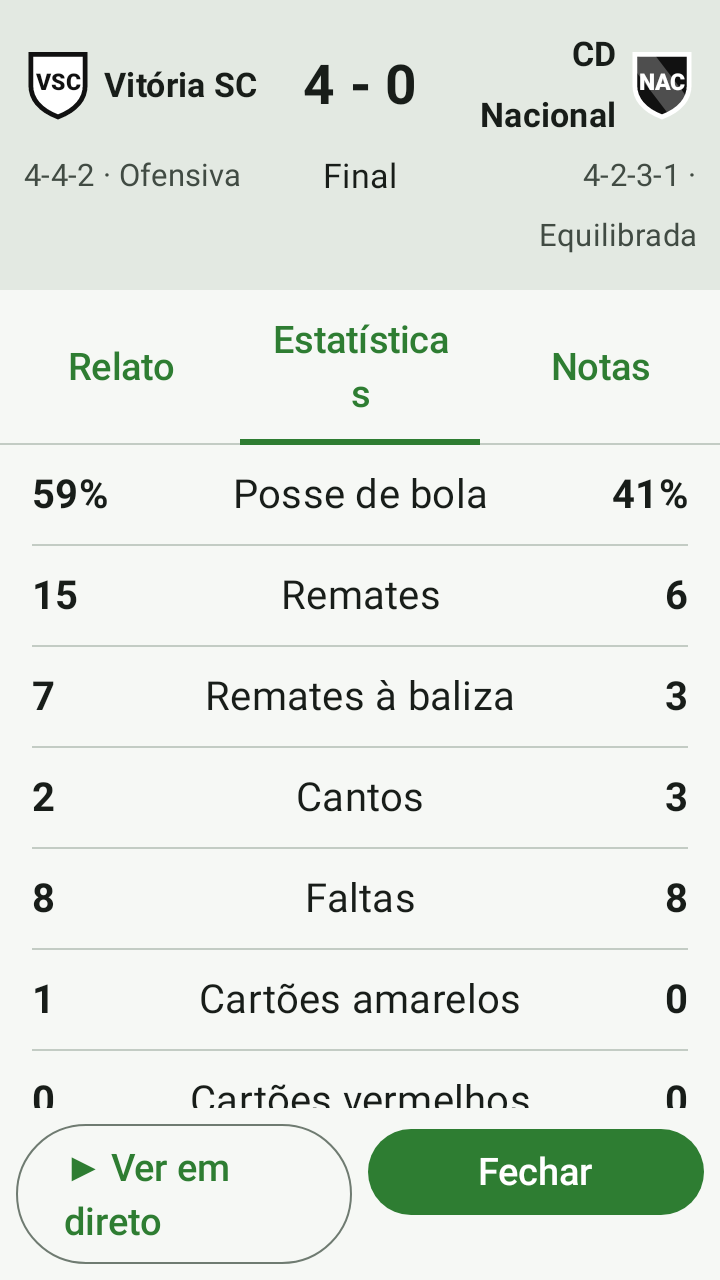 VSC Vitória SC 4 - 0 CD Nacional NAC
4-4-2 · Ofensiva Final 4-2-3-1 ·
Equilibrada
Relato Estatística
s Notas
59% Posse de bola 41%
15 Remates 6
7 Remates à baliza 3
2 Cantos 3
8 Faltas 8
1 Cartões amarelos 0
0 Cartões vermelhos 0
► Ver em
direto
Fechar